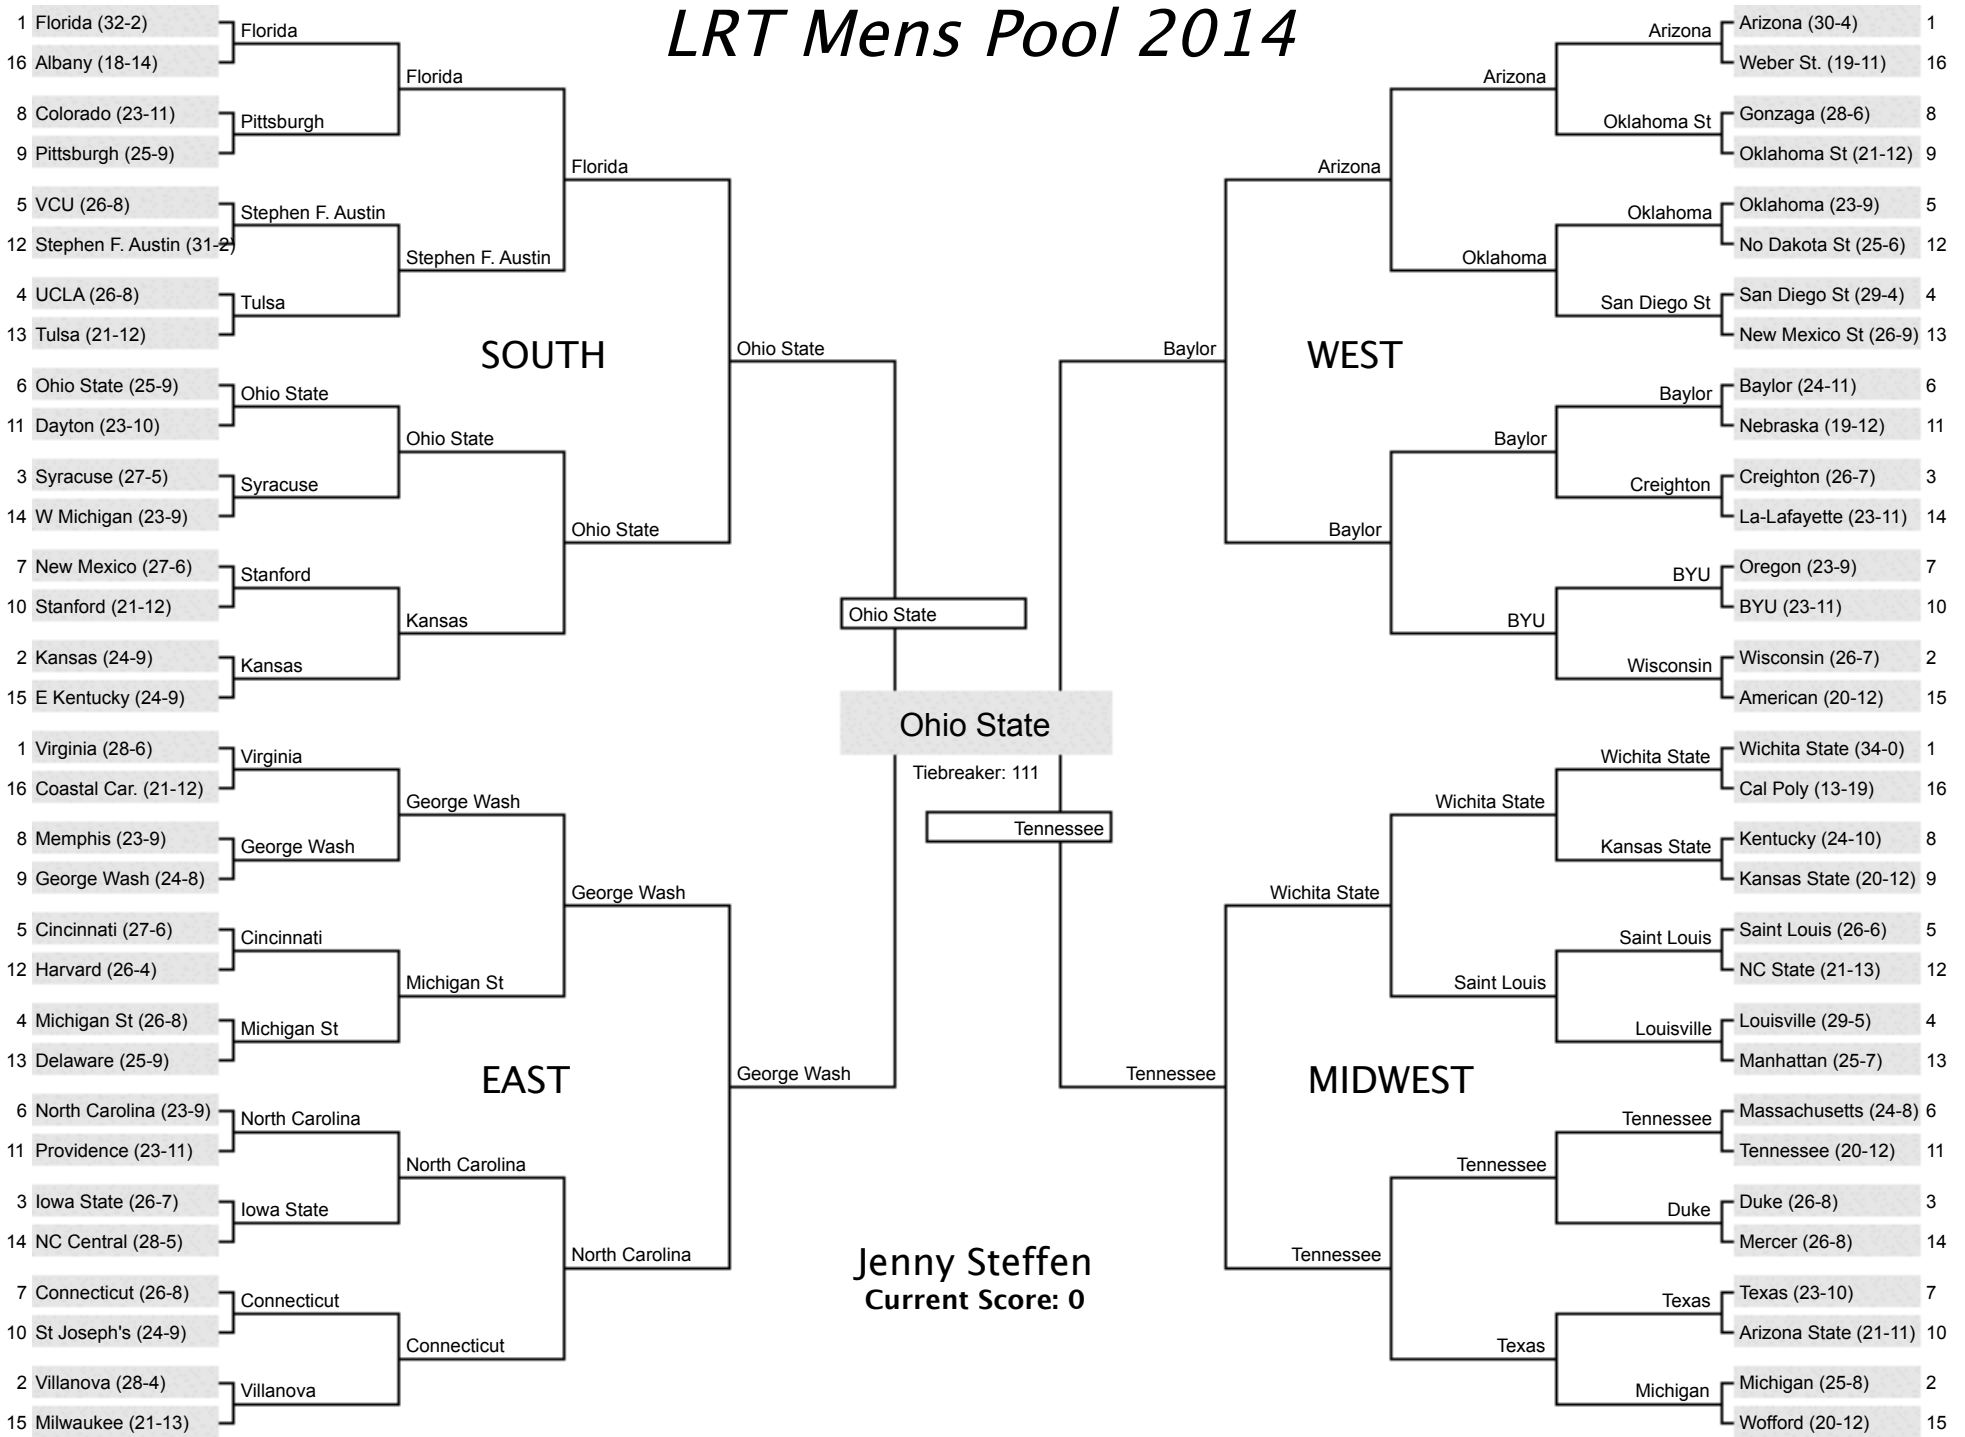 LRT Mens Pool 2014
1 Florida (32-2)
16 Albany (18-14)
8 Colorado (23-11)
9 Pittsburgh (25-9)
5 VCU (26-8)
12 Stephen F. Austin (31-2)
4 UCLA (26-8)
13 Tulsa (21-12)
6 Ohio State (25-9)
11 Dayton (23-10)
3 Syracuse (27-5)
14 W Michigan (23-9)
7 New Mexico (27-6)
10 Stanford (21-12)
2 Kansas (24-9)
15 E Kentucky (24-9)
1 Virginia (28-6)
16 Coastal Car. (21-12)
8 Memphis (23-9)
9 George Wash (24-8)
5 Cincinnati (27-6)
12 Harvard (26-4)
4 Michigan St (26-8)
13 Delaware (25-9)
6 North Carolina (23-9)
11 Providence (23-11)
3 Iowa State (26-7)
14 NC Central (28-5)
7 Connecticut (26-8)
10 St Joseph's (24-9)
2 Villanova (28-4)
15 Milwaukee (21-13)
Florida
Pittsburgh
Stephen F. Austin
Tulsa
Ohio State
Syracuse
Stanford
Kansas
Virginia
George Wash
Cincinnati
Michigan St
North Carolina
Iowa State
Connecticut
Villanova
Florida
Stephen F. Austin
Ohio State
Kansas
George Wash
Michigan St
North Carolina
Connecticut
SOUTH
EAST
Florida
Ohio State
George Wash
North Carolina
Ohio State
George Wash
Ohio State
Ohio State
Tiebreaker: 111
Tennessee
Jenny Steffen
Current Score: 0
Baylor
Tennessee
Arizona
Baylor
Wichita State
Tennessee
WEST
MIDWEST
Arizona
Oklahoma
Baylor
BYU
Wichita State
Saint Louis
Tennessee
Texas
Arizona
Oklahoma St
Oklahoma
San Diego St
Baylor
Creighton
BYU
Wisconsin
Wichita State
Kansas State
Saint Louis
Louisville
Tennessee
Duke
Texas
Michigan
Arizona (30-4) 1
Weber St. (19-11) 16
Gonzaga (28-6) 8
Oklahoma St (21-12) 9
Oklahoma (23-9) 5
No Dakota St (25-6) 12
San Diego St (29-4) 4
New Mexico St (26-9) 13
Baylor (24-11) 6
Nebraska (19-12) 11
Creighton (26-7) 3
La-Lafayette (23-11) 14
Oregon (23-9) 7
BYU (23-11) 10
Wisconsin (26-7) 2
American (20-12) 15
Wichita State (34-0) 1
Cal Poly (13-19) 16
Kentucky (24-10) 8
Kansas State (20-12) 9
Saint Louis (26-6) 5
NC State (21-13) 12
Louisville (29-5) 4
Manhattan (25-7) 13
Massachusetts (24-8) 6
Tennessee (20-12) 11
Duke (26-8) 3
Mercer (26-8) 14
Texas (23-10) 7
Arizona State (21-11) 10
Michigan (25-8) 2
Wofford (20-12) 15